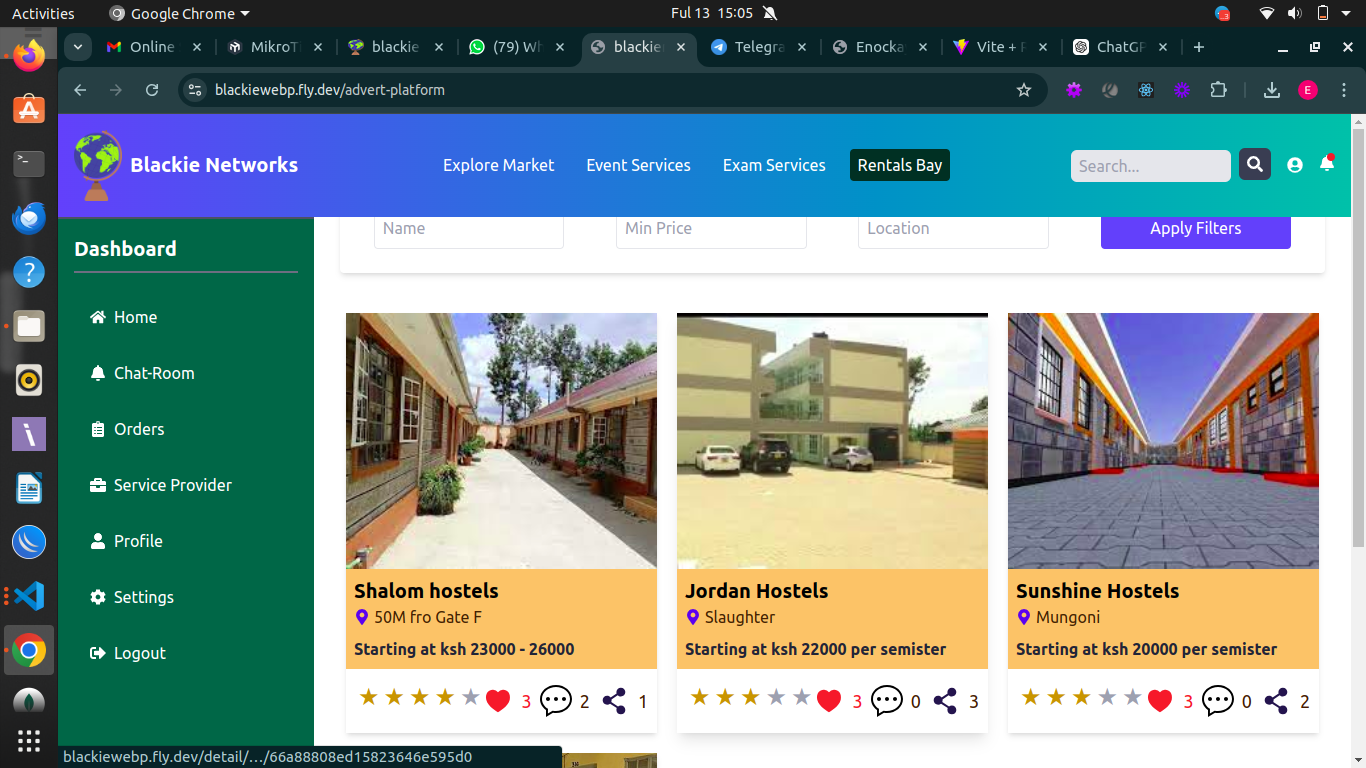 Activities
Google Chrome
Ful 13 15:05
3
Online
MikroTi
blackie
(79) Wh
blackie
Telegra
Enocka
Vite + R
ChatGP
blackiewebp.fly.dev/advert-platform
E
Blackie Networks
Explore Market
Event Services
Exam Services
Rentals Bay
Search...
Dashboard
Home
Chat-Room
Orders
Service Provider
Profile
Settings
Logout
Name
Min Price
Location
Apply Filters
Shalom hostels
50M fro Gate F
Starting at ksh 23000 - 26000
3 2 1
Jordan Hostels
Slaughter
Starting at ksh 22000 per semister
3 0 3
Sunshine Hostels
Mungoni
Starting at ksh 20000 per semister
3 0 2
blackiewebp.fly.dev/detail/…/66a88808ed15823646e595d0